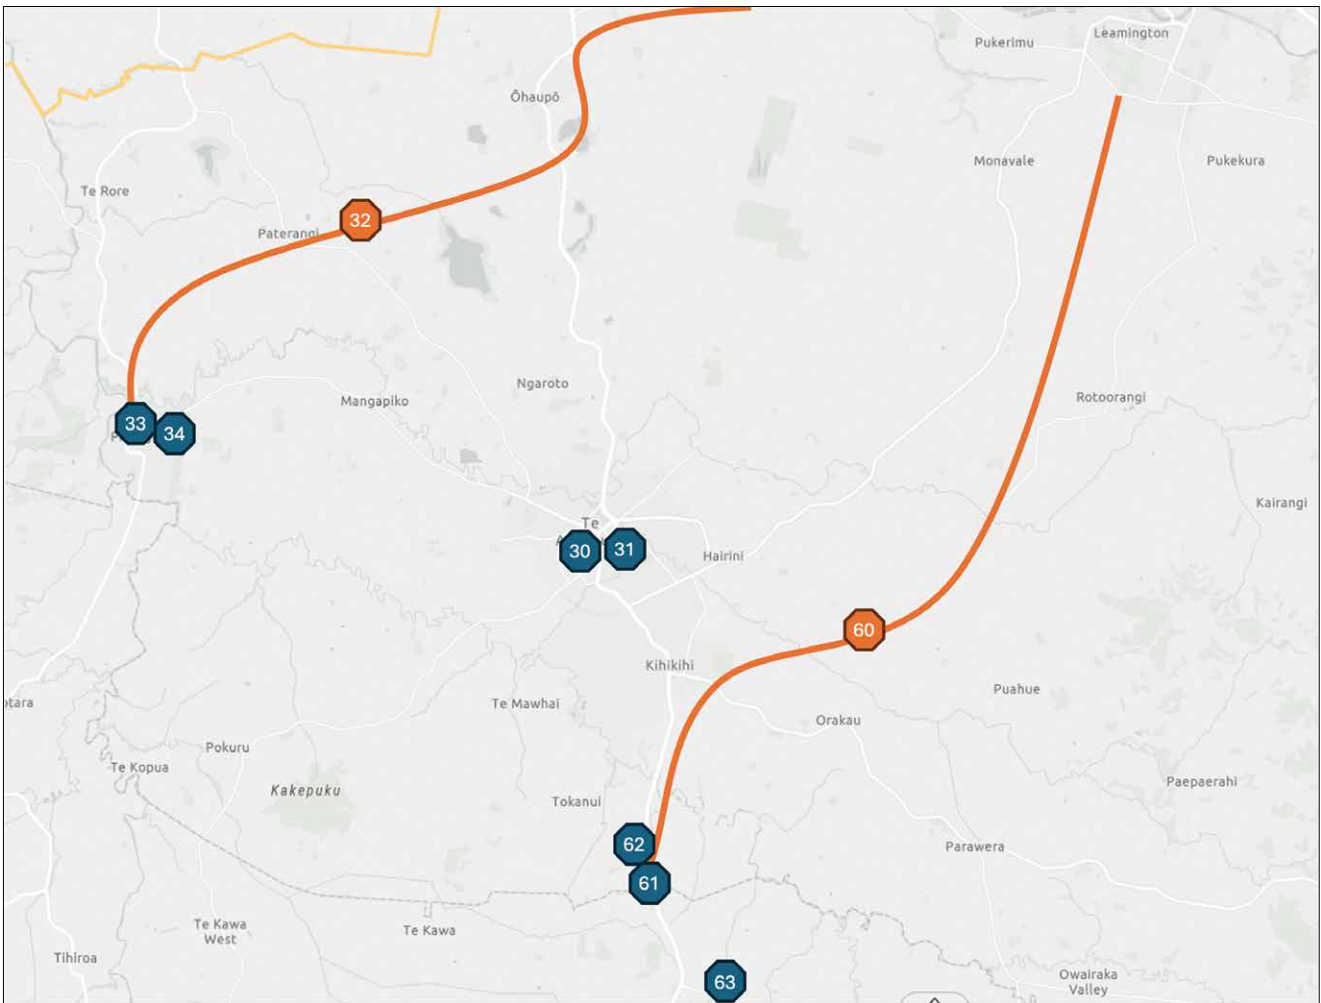 Leamington
Pukerimu
Ōhaupō
Monavale
Pukekura
Te Rore
32
Paterangi
Ngaroto
Mangapiko
Rotoorangi
33
34
Kairangi
Te
30
31
Hairini
60
Kihikihi
Puahue
Te Mawhai
Orakau
Pokuru
Te Kopua
Paepaerahi
Kakepuku
Tokanui
62
Parawera
61
Te Kawa
West
Te Kawa
Tihiroa
63
Owairaka
Valley